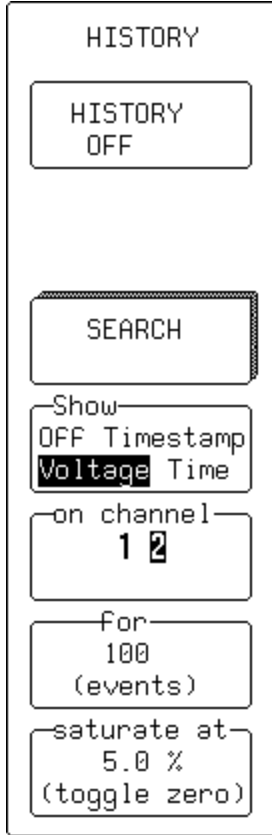 HISTORY
HISTORY
OFF
SEARCH
Show
OFF Timestamp
Voltage Time
on channel
1 2
for
100
(events)
saturate at
5.0 %
(toggle zero)